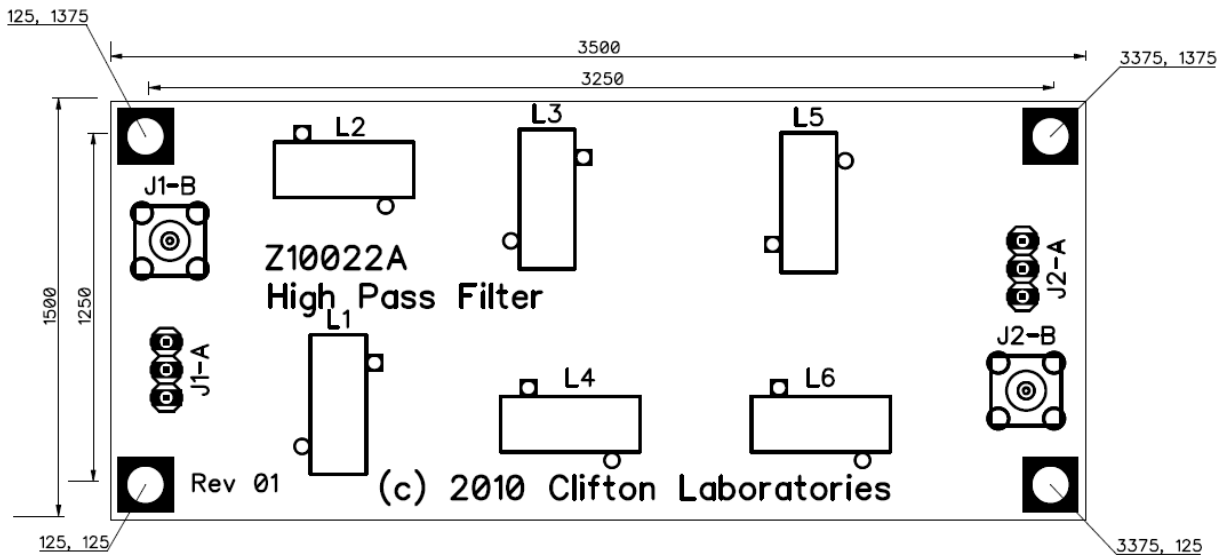 125, 1375
3500
3375, 1375
3250
L2
L3
L5
J1-B
Z10022A
High Pass Filter
J2-A
1500
1250
L1
J1-A
J2-B
L4
L6
Rev 01
(c) 2010 Clifton Laboratories
125, 125
3375, 125